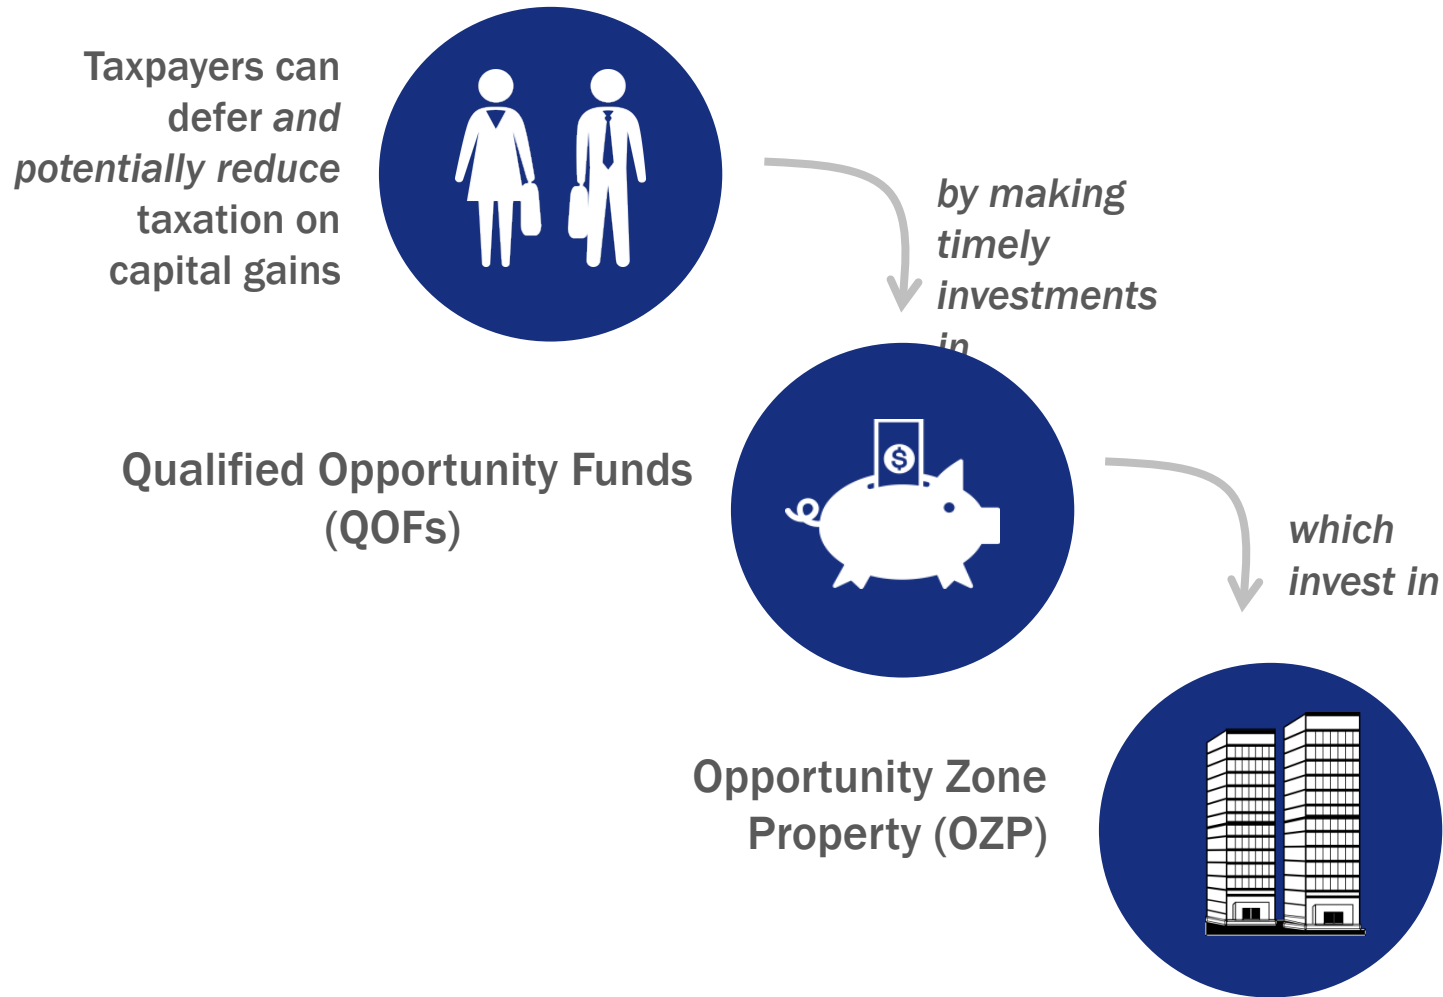 Taxpayers can
defer and
potentially reduce
taxation on
capital gains
by making
timely
investments
in
Qualified Opportunity Funds
(QOFs)
$
which
invest in
Opportunity Zone
Property (OZP)